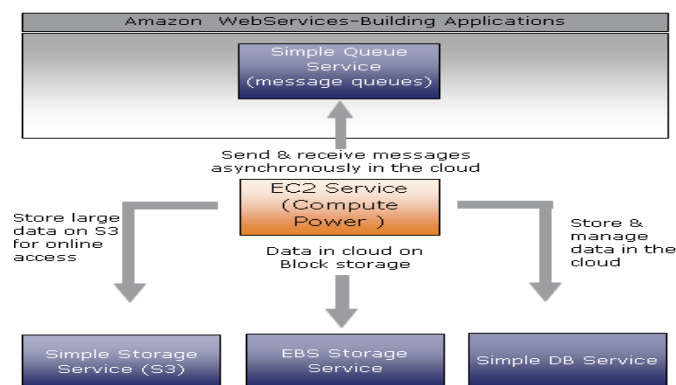 Amazon WebServices-Building Applications
Simple Queue
Service
(message queues)
Send & receive messages
asynchronously in the cloud
EC2 Service
(Compute
Power )
Store large
data on S3
for online
access
Data in cloud on
Block storage
Store &
manage
data in the
cloud
Simple Storage
Service (S3)
EBS Storage
Service
Simple DB Service